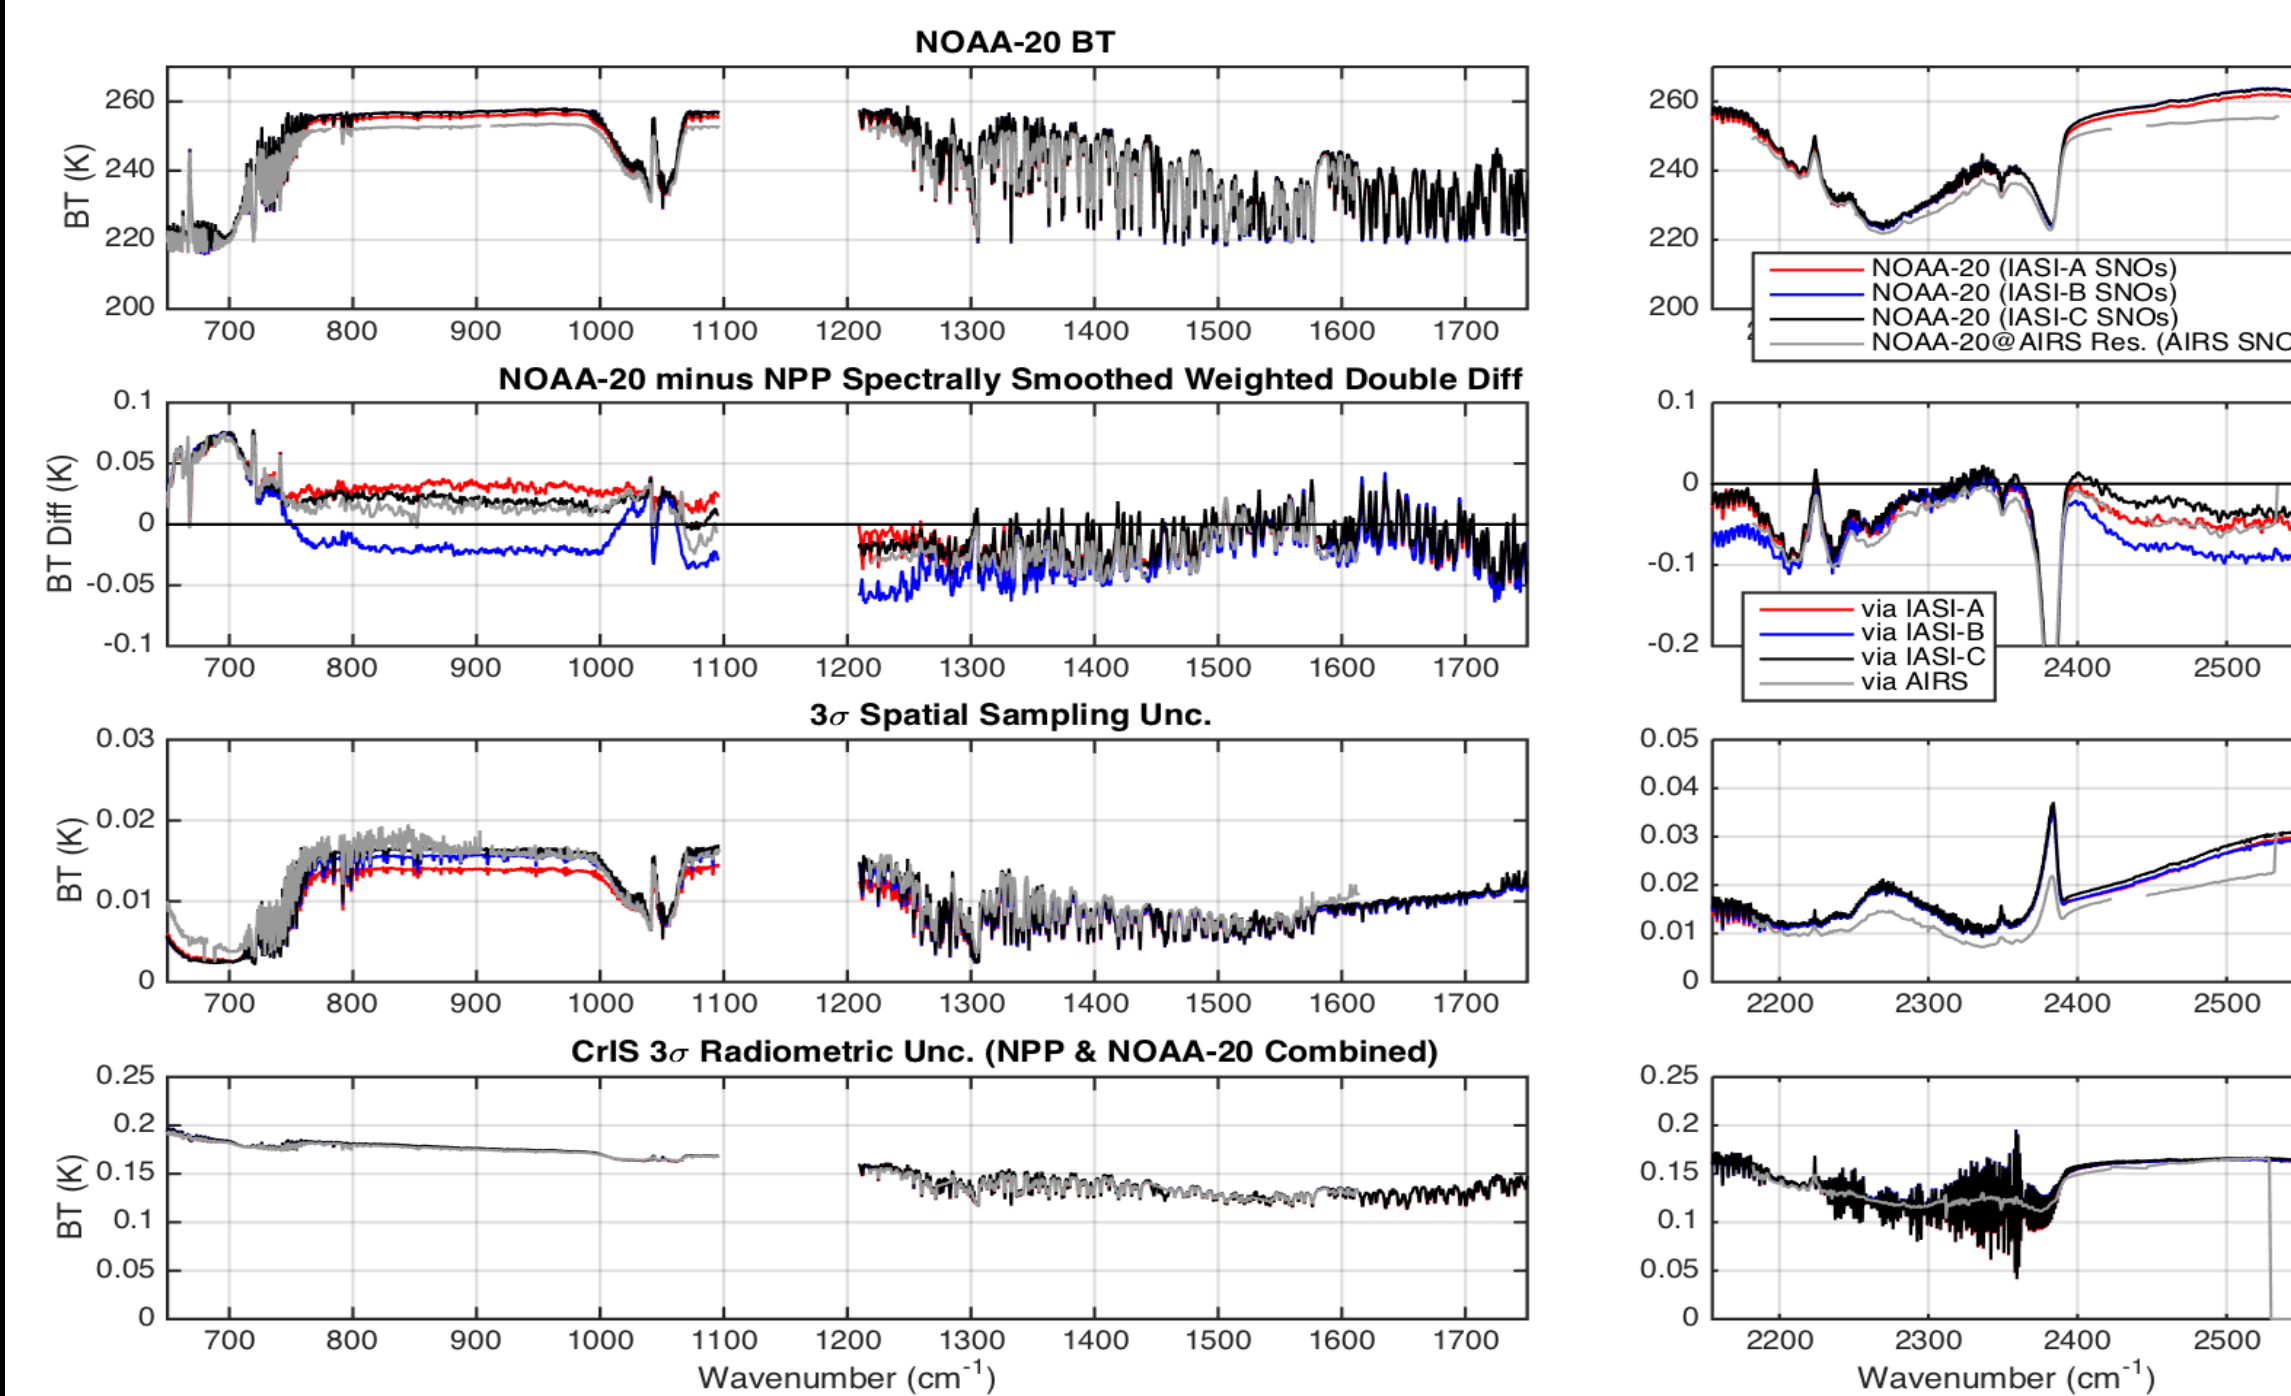 NOAA-20 BT
BT (K)
260
240
220
200
700 800 900 1000 1100 1200 1300 1400 1500 1600 1700
260
240
220
200
NOAA-20 (IASI-A SNOs)
NOAA-20 (IASI-B SNOs)
NOAA-20 (IASI-C SNOs)
NOAA-20@AIRS Res. (AIRS SNO
NOAA-20 minus NPP Spectrally Smoothed Weighted Double Diff
BT Diff (K)
0.1
0.05
0
-0.05
-0.1
700 800 900 1000 1100 1200 1300 1400 1500 1600 1700
0.1
0
-0.1
-0.2
via IASI-A
via IASI-B
via IASI-C
via AIRS
2400 2500
3σ Spatial Sampling Unc.
BT (K)
0.03
0.02
0.01
0
700 800 900 1000 1100 1200 1300 1400 1500 1600 1700
0.05
0.04
0.03
0.02
0.01
0
2200 2300 2400 2500
CrIS 3σ Radiometric Unc. (NPP & NOAA-20 Combined)
BT (K)
0.25
0.2
0.15
0.1
0.05
0
700 800 900 1000 1100 1200 1300 1400 1500 1600 1700
Wavenumber (cm⁻¹)
0.25
0.2
0.15
0.1
0.05
0
2200 2300 2400 2500
Wavenumber (cm⁻¹)